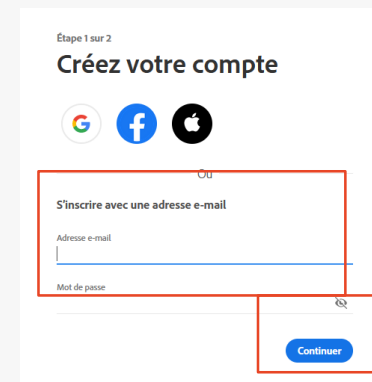 Étape 1 sur 2
Créez votre compte
Ou
S'inscrire avec une adresse e-mail
Adresse e-mail
Mot de passe
Continuer